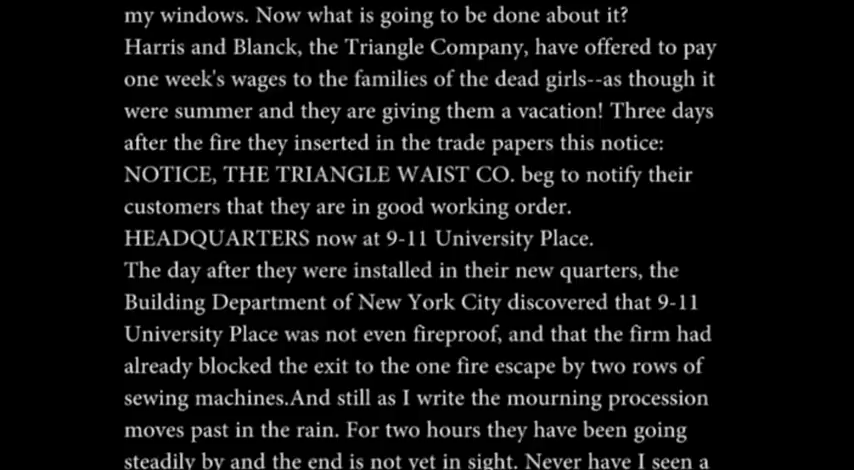 my windows. Now what is going to be done about it?
Harris and Blanck, the Triangle Company, have offered to pay
one week's wages to the families of the dead girls--as though it
were summer and they are giving them a vacation! Three days
after the fire they inserted in the trade papers this notice:
NOTICE, THE TRIANGLE WAIST CO. beg to notify their
customers that they are in good working order.
HEADQUARTERS now at 9-11 University Place.
The day after they were installed in their new quarters, the
Building Department of New York City discovered that 9-11
University Place was not even fireproof, and that the firm had
already blocked the exit to the one fire escape by two rows of
sewing machines.And still as I write the mourning procession
moves past in the rain. For two hours they have been going
steadily by and the end is not yet in sight. Never have I seen a